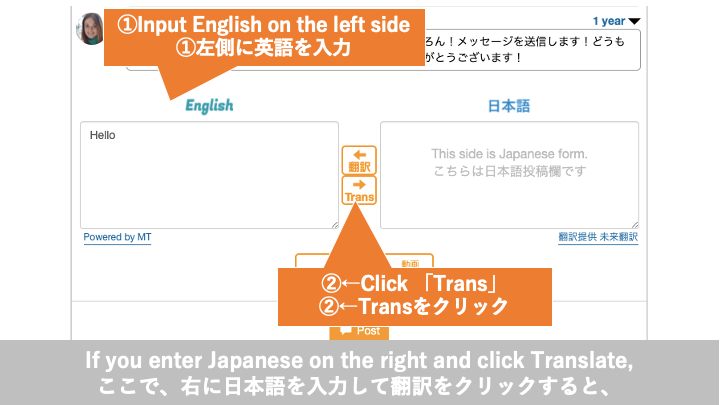 ①Input English on the left side
①左側に英語を入力
1 year
ろん！メッセージを送信します！どうも
がとうございます！
English
日本語
Hello
This side is Japanese form.
こちらは日本語投稿欄です
翻訳
Trans
Powered by MT
翻訳提供 未来翻訳
動画
②←Click 「Trans」
②←Transをクリック
Post
If you enter Japanese on the right and click Translate,
ここで、右に日本語を入力して翻訳をクリックすると、